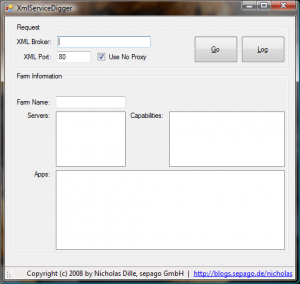 XmlServiceDigger
Request
XML Broker:
XML Port: 80 Use No Proxy
Go Log
Farm Information
Farm Name:
Servers: Capabilities:
Apps:
Copyright (c) 2008 by Nicholas Dille, sepago GmbH | http://blogs.sepago.de/nicholas